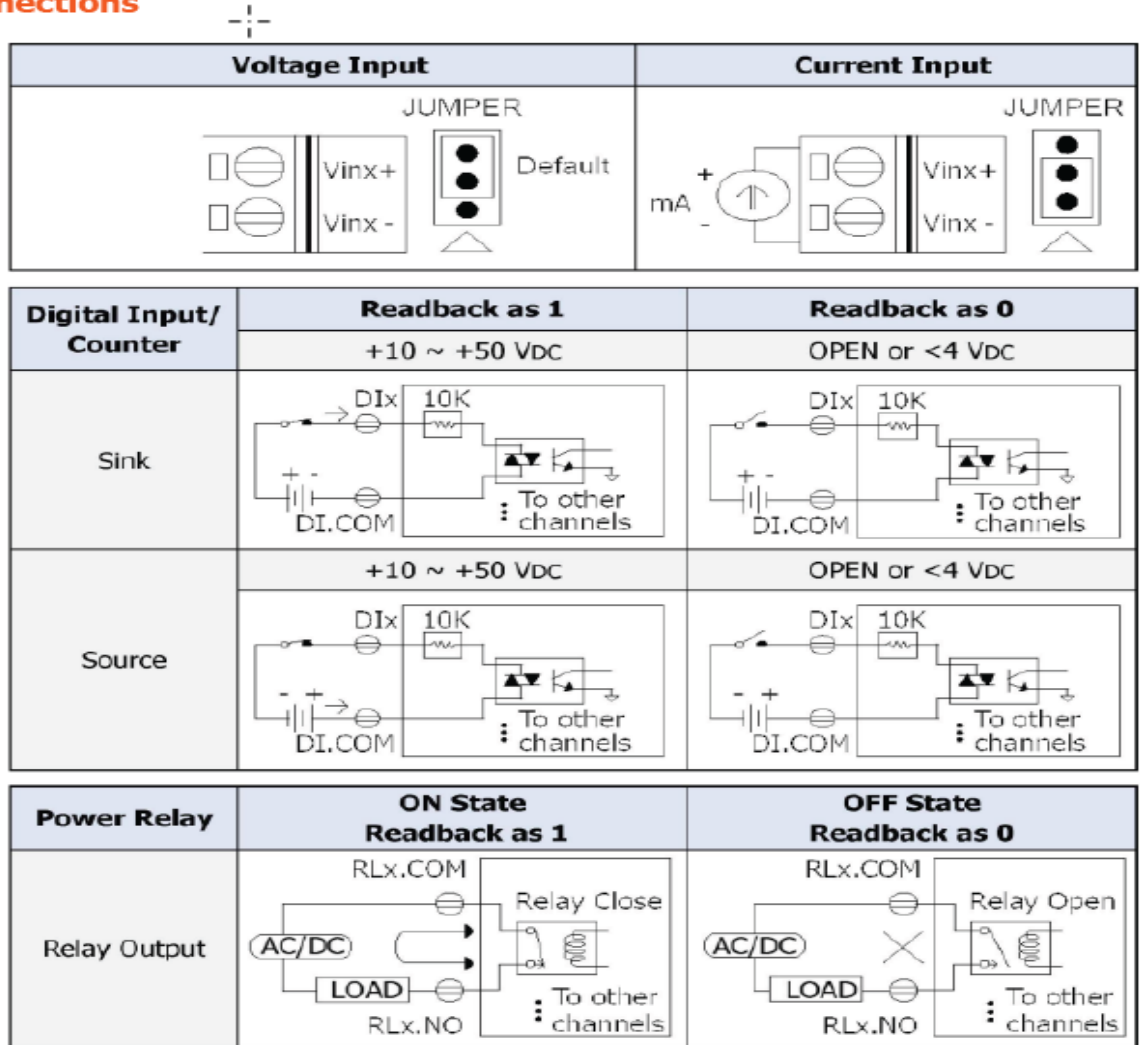 Voltage Input
Current Input
JUMPER
Vinx+
Default
Vinx -
JUMPER
+
mA
-
Vinx+
Vinx -
Digital Input/
Counter
Readback as 1
Readback as 0
+10 ~ +50 VDC
OPEN or <4 VDC
Sink
DIx
10K
+ -
DI.COM
To other
channels
DIx
10K
+ -
DI.COM
To other
channels
+10 ~ +50 VDC
OPEN or <4 VDC
Source
DIx
10K
- +
DI.COM
To other
channels
DIx
10K
- +
DI.COM
To other
channels
Power Relay
ON State
Readback as 1
OFF State
Readback as 0
Relay Output
RLx.COM
Relay Close
AC/DC
LOAD
RLx.NO
To other
channels
RLx.COM
Relay Open
AC/DC
LOAD
RLx.NO
To other
channels